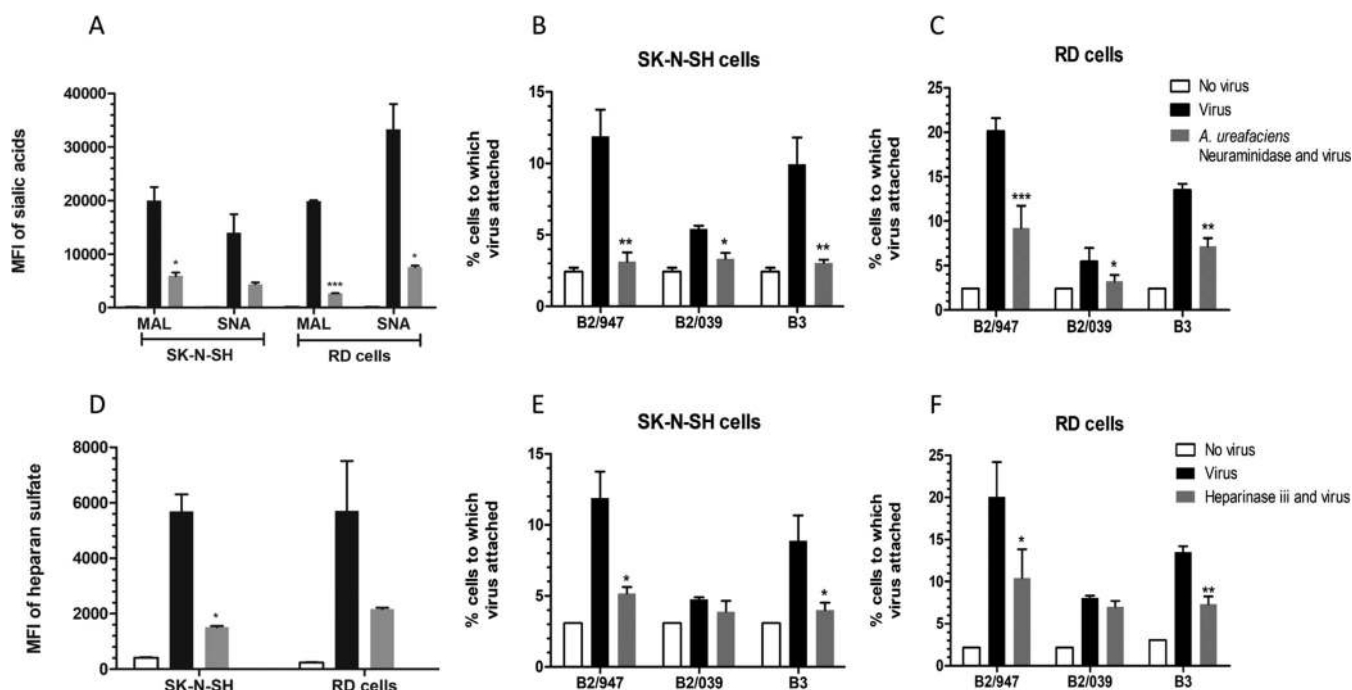 A
MFI of sialic acids
40000
30000
20000
10000
0
*
***
*
MAL
SNA
MAL
SNA
SK-N-SH
RD cells
B
SK-N-SH cells
% cells to which
virus attached
15
10
5
0
**
*
**
B2/947
B2/039
B3
C
RD cells
% cells to which
virus attached
25
20
15
10
5
0
***
*
**
B2/947
B2/039
B3
No virus
Virus
A. ureafaciens
Neuraminidase and virus
D
MFI of heparan sulfate
8000
6000
4000
2000
0
*
SK-N-SH
RD cells
E
SK-N-SH cells
% cells to which
virus attached
15
10
5
0
*
*
B2/947
B2/039
B3
F
RD cells
% cells to which
virus attached
25
20
15
10
5
0
*
**
B2/947
B2/039
B3
No virus
Virus
Heparinase iii and virus